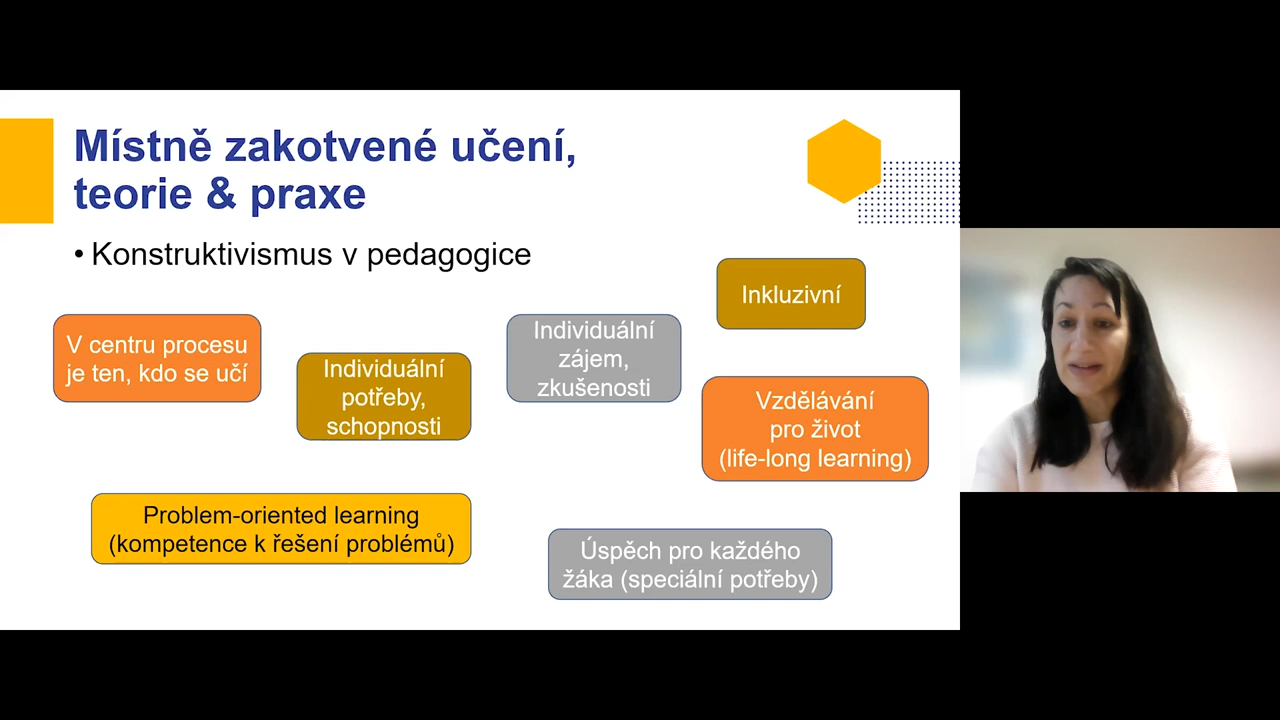 Místně zakotvené učení,
teorie & praxe
• Konstruktivismus v pedagogice
Inkluzivní
V centru procesu
je ten, kdo se učí
Individuální
potřeby,
schopnosti
Individuální
zájem,
zkušenosti
Vzdělávání
pro život
(life-long learning)
Problem-oriented learning
(kompetence k řešení problémů)
Úspěch pro každého
žáka (speciální potřeby)